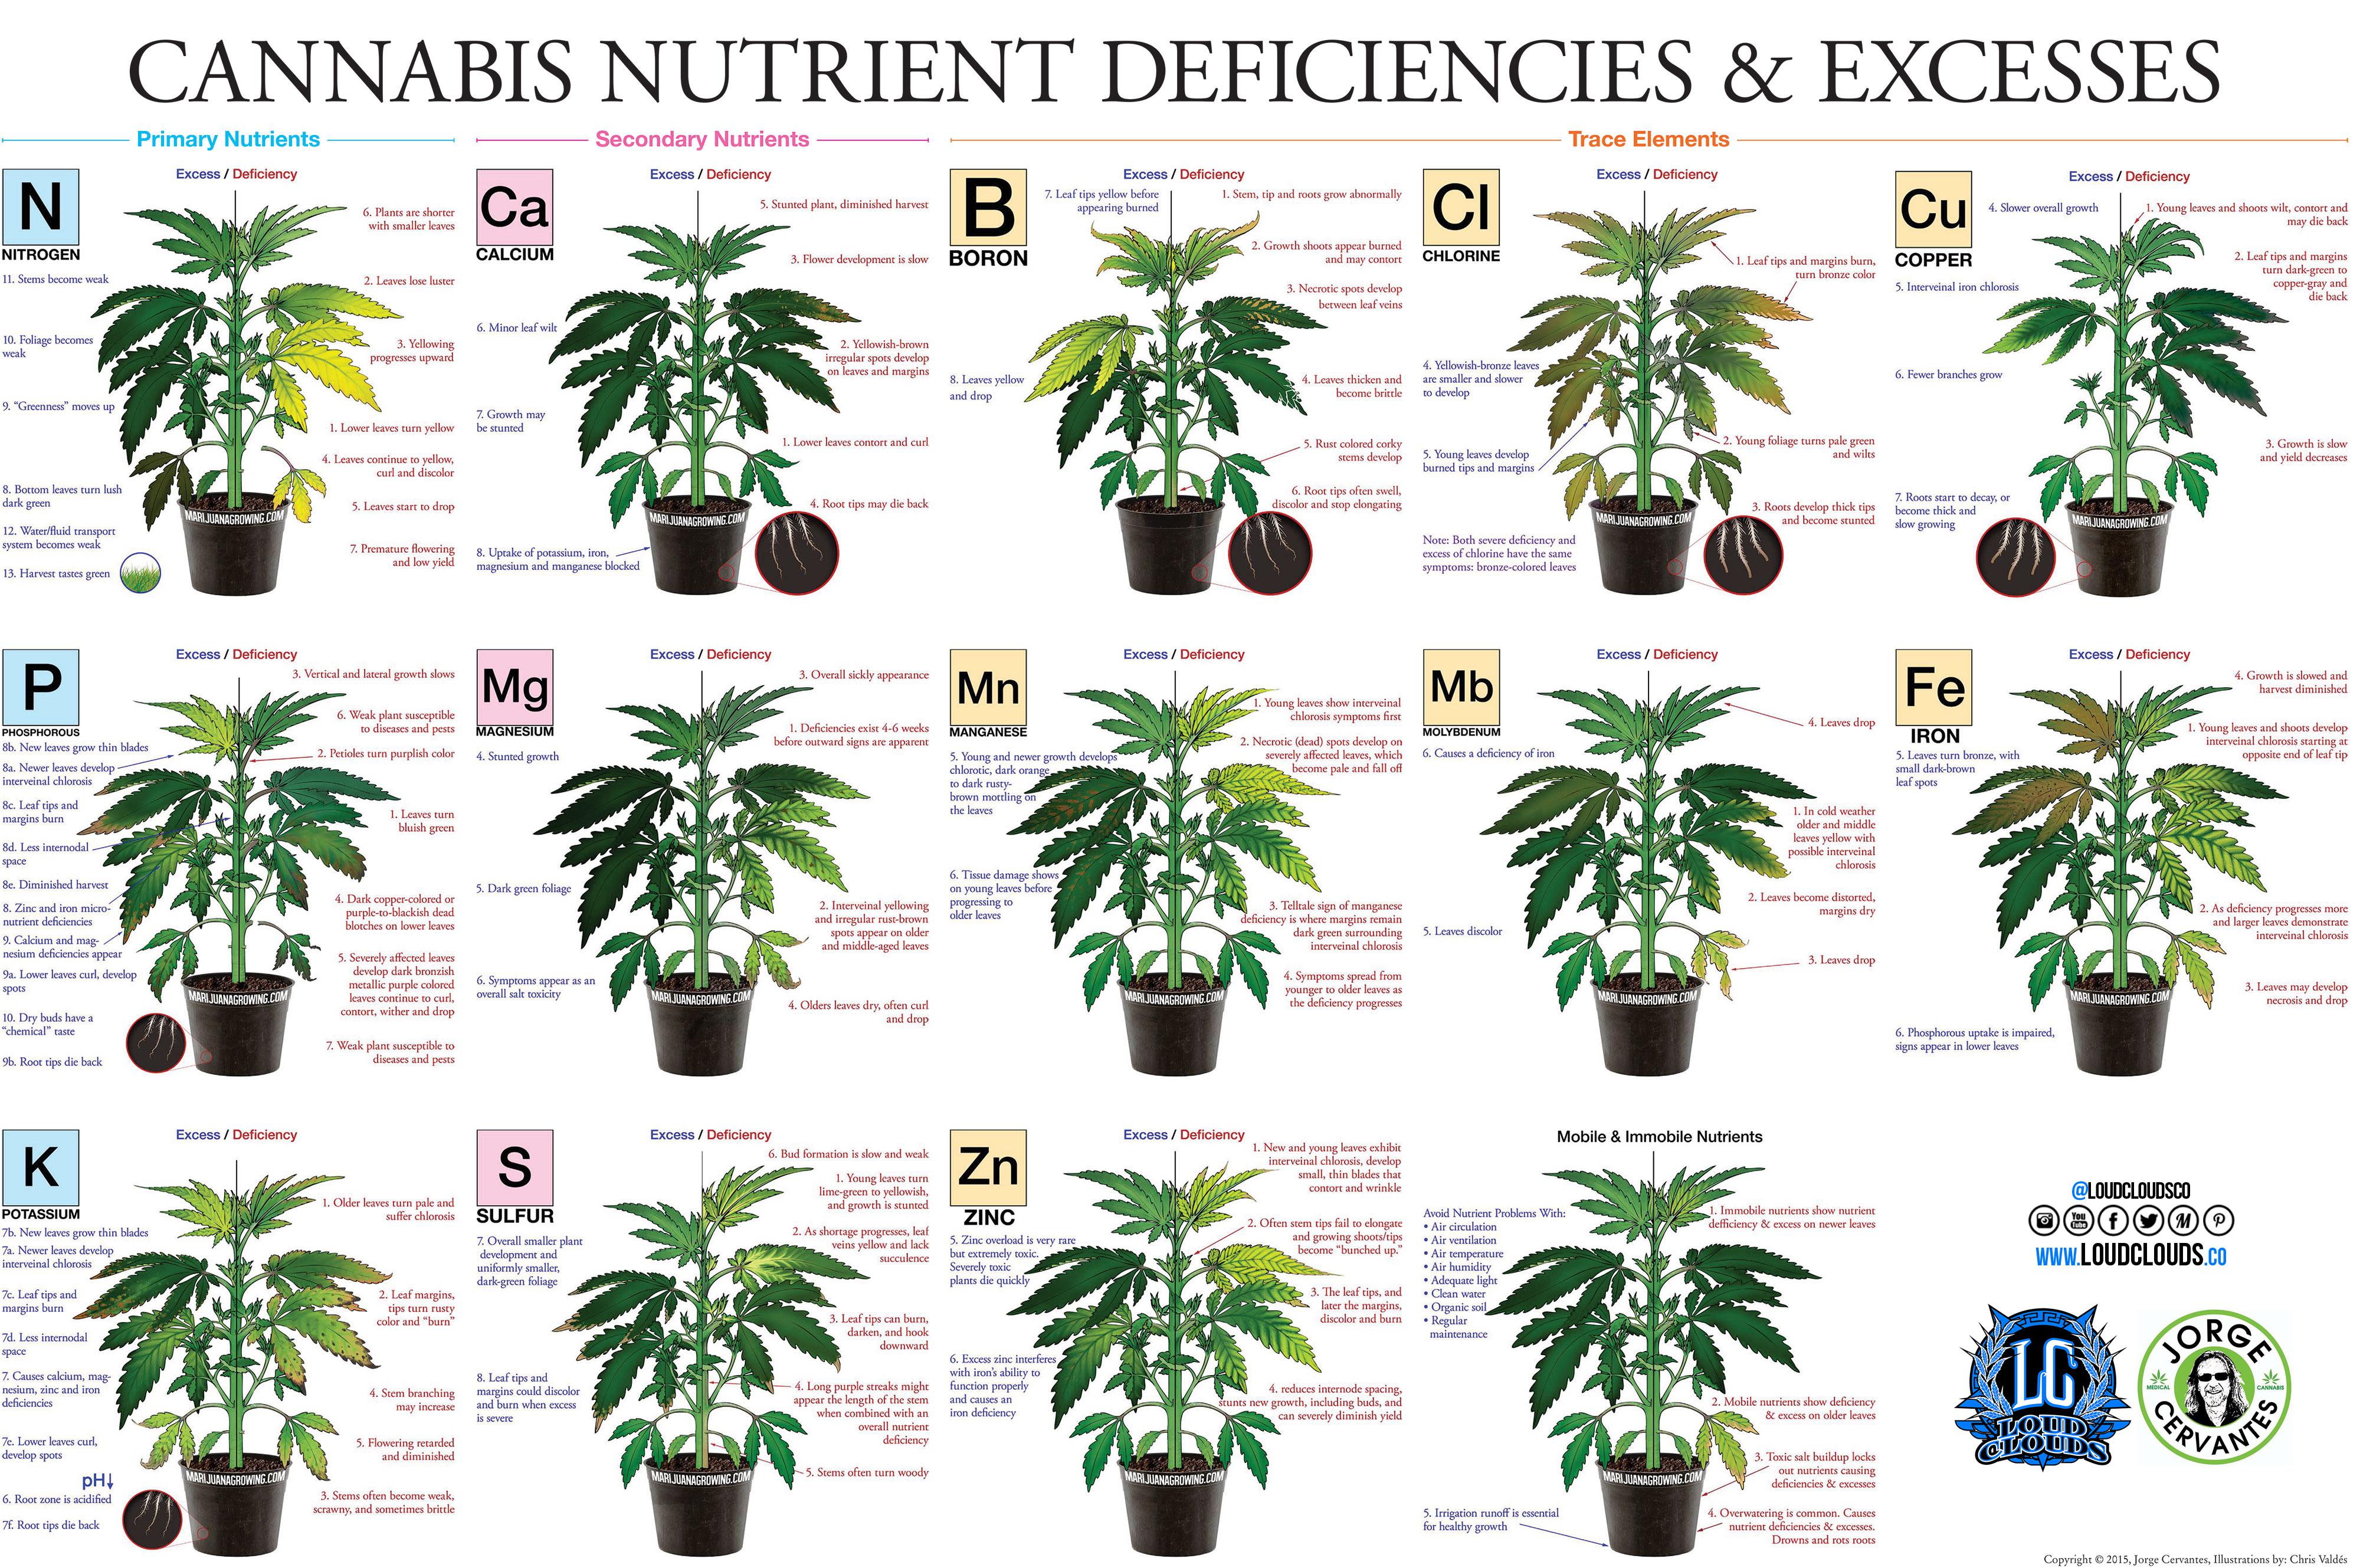 CANNABIS NUTRIENT DEFICIENCIES & EXCESSES
Primary Nutrients
Secondary Nutrients
Trace Elements
N
NITROGEN
Excess / Deficiency
6. Plants are shorter
with smaller leaves
11. Stems become weak
2. Leaves lose luster
10. Foliage becomes
weak
3. Yellowing
progresses upward
9. “Greenness” moves up
1. Lower leaves turn yellow
4. Leaves continue to yellow,
curl and discolor
8. Bottom leaves turn lush
dark green
5. Leaves start to drop
MARIJUANAGROWING.COM
12. Water/fluid transport
system becomes weak
7. Premature flowering
and low yield
13. Harvest tastes green
Ca
CALCIUM
Excess / Deficiency
5. Stunted plant, diminished harvest
3. Flower development is slow
6. Minor leaf wilt
2. Yellowish-brown
irregular spots develop
on leaves and margins
7. Growth may
be stunted
1. Lower leaves contort and curl
4. Root tips may die back
MARIJUANAGROWING.COM
8. Uptake of potassium, iron,
magnesium and manganese blocked
B
BORON
Excess / Deficiency
7. Leaf tips yellow before
appearing burned
1. Stem, tip and roots grow abnormally
2. Growth shoots appear burned
and may contort
3. Necrotic spots develop
between leaf veins
8. Leaves yellow
and drop
4. Leaves thicken and
become brittle
5. Rust colored corky
stems develop
6. Root tips often swell,
discolor and stop elongating
Cl
CHLORINE
Excess / Deficiency
1. Leaf tips and margins burn,
turn bronze color
4. Yellowish-bronze leaves
are smaller and slower
to develop
2. Young foliage turns pale green
and wilts
5. Young leaves develop
burned tips and margins
3. Roots develop thick tips
and become stunted
MARIJUANAGROWING.COM
Note: Both severe deficiency and
excess of chlorine have the same
symptoms: bronze-colored leaves
Cu
COPPER
Excess / Deficiency
4. Slower overall growth
1. Young leaves and shoots wilt, contort and
may die back
2. Leaf tips and margins
turn dark-green to
copper-gray and
die back
5. Interveinal iron chlorosis
6. Fewer branches grow
3. Growth is slow
and yield decreases
7. Roots start to decay, or
become thick and
slow growing
MARIJUANAGROWING.COM
P
PHOSPHOROUS
Excess / Deficiency
3. Vertical and lateral growth slows
6. Weak plant susceptible
to diseases and pests
8b. New leaves grow thin blades
2. Petioles turn purplish color
8a. Newer leaves develop
interveinal chlorosis
8c. Leaf tips and
margins burn
1. Leaves turn
bluish green
8d. Less internodal
space
8e. Diminished harvest
4. Dark copper-colored or
purple-to-blackish dead
blotches on lower leaves
8. Zinc and iron micro-
nutrient deficiencies
9. Calcium and mag-
nesium deficiencies appear
5. Severely affected leaves
develop dark bronzish
metallic purple colored
leaves continue to curl,
contort, wither and drop
9a. Lower leaves curl, develop
spots
MARIJUANAGROWING.COM
10. Dry buds have a
“chemical” taste
7. Weak plant susceptible to
diseases and pests
9b. Root tips die back
Mg
MAGNESIUM
Excess / Deficiency
3. Overall sickly appearance
1. Deficiencies exist 4-6 weeks
before outward signs are apparent
4. Stunted growth
5. Dark green foliage
2. Interveinal yellowing
and irregular rust-brown
spots appear on older
and middle-aged leaves
6. Symptoms appear as an
overall salt toxicity
MARIJUANAGROWING.COM
4. Olders leaves dry, often curl
and drop
Mn
MANGANESE
Excess / Deficiency
1. Young leaves show interveinal
chlorosis symptoms first
2. Necrotic (dead) spots develop on
severely affected leaves, which
become pale and fall off
5. Young and newer growth develops
chlorotic, dark orange
to dark rusty-
brown mottling on
the leaves
6. Tissue damage shows
on young leaves before
progressing to
older leaves
3. Telltale sign of manganese
deficiency is where margins remain
dark green surrounding
interveinal chlorosis
4. Symptoms spread from
younger to older leaves as
the deficiency progresses
MARIJUANAGROWING.COM
Mb
MOLYBDENUM
Excess / Deficiency
4. Leaves drop
6. Causes a deficiency of iron
1. In cold weather
older and middle
leaves yellow with
possible interveinal
chlorosis
2. Leaves become distorted,
margins dry
5. Leaves discolor
3. Leaves drop
MARIJUANAGROWING.COM
Fe
IRON
Excess / Deficiency
4. Growth is slowed and
harvest diminished
1. Young leaves and shoots develop
interveinal chlorosis starting at
opposite end of leaf tip
5. Leaves turn bronze, with
small dark-brown
leaf spots
2. As deficiency progresses more
and larger leaves demonstrate
interveinal chlorosis
3. Leaves may develop
necrosis and drop
MARIJUANAGROWING.COM
6. Phosphorous uptake is impaired,
signs appear in lower leaves
K
POTASSIUM
Excess / Deficiency
1. Older leaves turn pale and
suffer chlorosis
7b. New leaves grow thin blades
7a. Newer leaves develop
interveinal chlorosis
7c. Leaf tips and
margins burn
2. Leaf margins,
tips turn rusty
color and “burn”
7d. Less internodal
space
7. Causes calcium, mag-
nesium, zinc and iron
deficiencies
4. Stem branching
may increase
7e. Lower leaves curl,
develop spots
5. Flowering retarded
and diminished
pH↓
MARIJUANAGROWING.COM
6. Root zone is acidified
3. Stems often become weak,
scrawny, and sometimes brittle
7f. Root tips die back
S
SULFUR
Excess / Deficiency
6. Bud formation is slow and weak
1. Young leaves turn
lime-green to yellowish,
and growth is stunted
2. As shortage progresses, leaf
veins yellow and lack
succulence
7. Overall smaller plant
development and
uniformly smaller,
dark-green foliage
3. Leaf tips can burn,
darken, and hook
downward
8. Leaf tips and
margins could discolor
and burn when excess
is severe
4. Long purple streaks might
appear the length of the stem
when combined with an
overall nutrient
deficiency
5. Stems often turn woody
MARIJUANAGROWING.COM
Zn
ZINC
Excess / Deficiency
1. New and young leaves exhibit
interveinal chlorosis, develop
small, thin blades that
contort and wrinkle
2. Often stem tips fail to elongate
and growing shoots/tips
become “bunched up.”
5. Zinc overload is very rare
but extremely toxic.
Severely toxic
plants die quickly
3. The leaf tips, and
later the margins,
discolor and burn
6. Excess zinc interferes
with iron's ability to
function properly
and causes an
iron deficiency
4. reduces internode spacing,
stunts new growth, including buds, and
can severely diminish yield
MARIJUANAGROWING.COM
Mobile & Immobile Nutrients
1. Immobile nutrients show nutrient
defficiency & excess on newer leaves
Avoid Nutrient Problems With:
• Air circulation
• Air ventilation
• Air temperature
• Air humidity
• Adequate light
• Clean water
• Organic soil
• Regular
maintenance
2. Mobile nutrients show deficiency
& excess on older leaves
3. Toxic salt buildup locks
out nutrients causing
deficiencies & excesses
MARIJUANAGROWING.COM
5. Irrigation runoff is essential
for healthy growth
4. Overwatering is common. Causes
nutrient deficiencies & excesses.
Drowns and rots roots
@LOUDCLOUDSCO
You Tube
WWW.LOUDCLOUDS.CO
LC
LOUD
CLOUDS
JORGE
MEDICAL
CANNABIS
CERVANTES
Copyright © 2015, Jorge Cervantes, Illustrations by: Chris Valdés